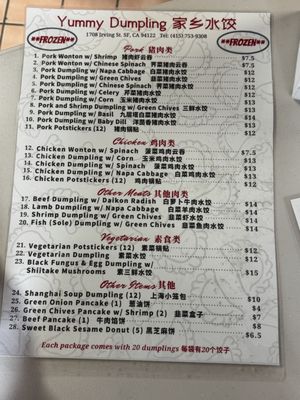 Yummy Dumpling 家乡水饺
1708 Irving St. SF, CA 94122 Tel: (415)-753-9308
**FROZEN**
**FROZEN**
Pork 猪肉类
1. Pork Wonton w/ Shrimp 猪肉虾云吞 $7.5
2. Pork Wonton w/ Chinese Spinach 荠菜猪肉云吞 $7.5
3. Pork Dumpling w/ Napa Cabbage 白菜猪肉水饺 $12
4. Pork Dumpling w/ Green Chives 韭菜猪肉水饺 $12
5. Pork Dumpling w/ Chinese Spinach 荠菜猪肉水饺 $12
6. Pork Dumpling w/ Celery 芹菜猪肉水饺 $12
7. Pork Dumpling w/ Corn 玉米猪肉水饺 $12
8. Pork and Shrimp Dumpling w/ Green Chives 三鲜水饺 $13
9. Pork Dumpling w/ Basil 九层塔白菜猪肉水饺 $12
10. Pork Dumpling w/ Baby Dill 洋茴香猪肉水饺 $12
11. Pork Potstickers (12) 猪肉锅贴 $12
Chicken 鸡肉类
12. Chicken Wonton w/ Spinach 菠菜鸡肉云吞 $7.5
13. Chicken Dumpling w/ Corn 玉米鸡肉水饺 $12
14. Chicken Dumpling w/ Spinach 菠菜鸡肉水饺 $12
15. Chicken Dumpling w/ Napa Cabbage 白菜鸡肉水饺 $12
16. Chicken Potstickers (12) 鸡肉锅贴 $12
Other Meats 其他肉类
17. Beef Dumpling w/ Daikon Radish 白萝卜牛肉水饺 $12
18. Lamb Dumpling w/ Napa Cabbage 白菜羊肉水饺 $14
19. Shrimp Dumpling w/ Green Chives 韭菜虾水饺 $14
20. Fish (Sole) Dumpling w/ Green Chives 韭菜鱼肉水饺 $14
Vegetarian 素食类
21. Vegetarian Potstickers (12) 素菜锅贴 $12
22. Vegetarian Dumpling 素菜水饺 $12
23. Black Fungus & Egg Dumpling w/
Shiitake Mushrooms 素三鲜水饺 $12
Other Items 其他
24. Shanghai Soup Dumpling (12) 上海小笼包 $10
25. Green Onion Pancake (1) 葱油饼 $4
26. Green Chives Pancake w/ Shrimp (2) 韭菜盒子 $9
27. Beef Pancake (1) 牛肉馅饼 $8
28. Sweet Black Sesame Donut (5) 黑芝麻饼 $6.5
Each package comes with 20 dumplings 每袋有20个饺子